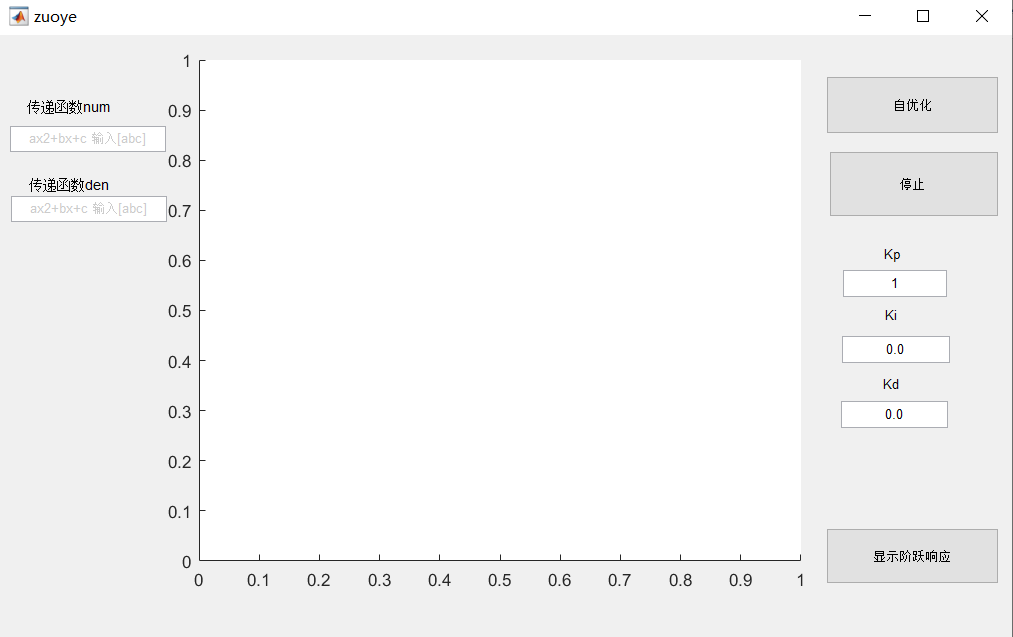 zuoye
传递函数num
ax2+bx+c 输入[abc]
传递函数den
ax2+bx+c 输入[abc]
1
0.9
0.8
0.7
0.6
0.5
0.4
0.3
0.2
0.1
0
0 0.1 0.2 0.3 0.4 0.5 0.6 0.7 0.8 0.9 1
自优化
停止
Kp
1
Ki
0.0
Kd
0.0
显示阶跃响应